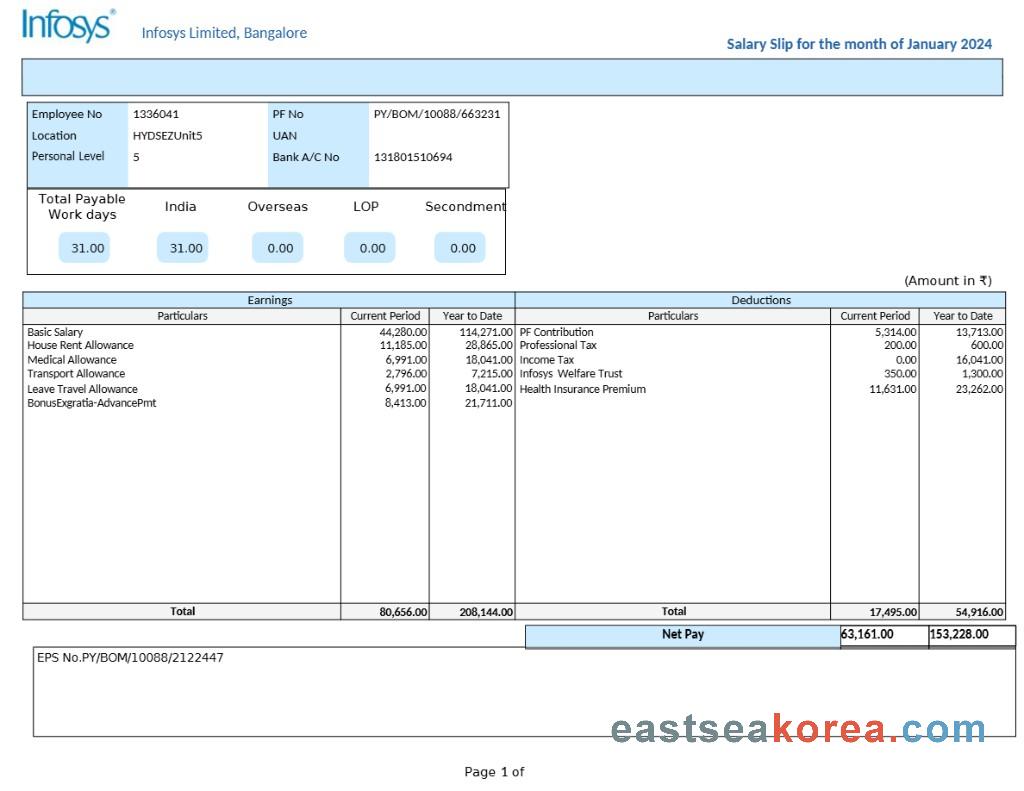 Infosys®
Infosys Limited, Bangalore
Salary Slip for the month of January 2024
Employee No 1336041 PF No PY/BOM/10088/663231
Location HYDSEZUnit5 UAN
Personal Level 5 Bank A/C No 131801510694
Total Payable Work days India Overseas LOP Secondment
31.00 31.00 0.00 0.00 0.00
(Amount in ₹)
Earnings Deductions
Particulars Current Period Year to Date Particulars Current Period Year to Date
Basic Salary 44,280.00 114,271.00 PF Contribution 5,314.00 13,713.00
House Rent Allowance 11,185.00 28,865.00 Professional Tax 200.00 600.00
Medical Allowance 6,991.00 18,041.00 Income Tax 0.00 16,041.00
Transport Allowance 2,796.00 7,215.00 Infosys Welfare Trust 350.00 1,300.00
Leave Travel Allowance 6,991.00 18,041.00 Health Insurance Premium 11,631.00 23,262.00
BonusExgratia-AdvancePmt 8,413.00 21,711.00
Total 80,656.00 208,144.00 Total 17,495.00 54,916.00
Net Pay 63,161.00 153,228.00
EPS No.PY/BOM/10088/2122447
eastseakorea.com
Page 1 of